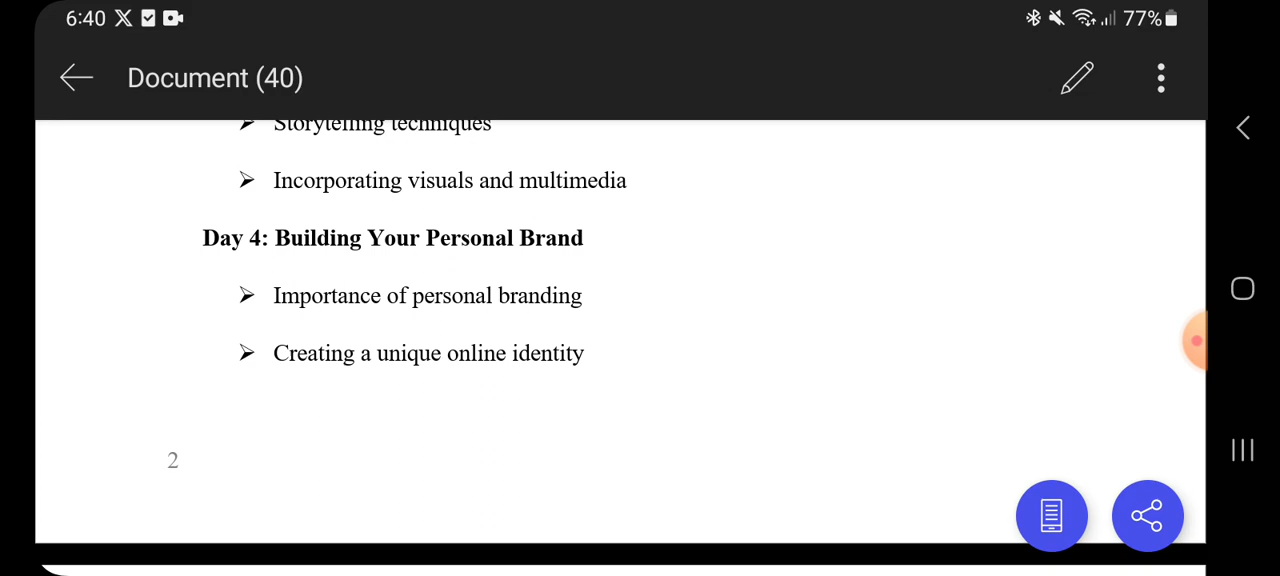 6:40
77%
Document (40)
Storytelling techniques
Incorporating visuals and multimedia
Day 4: Building Your Personal Brand
Importance of personal branding
Creating a unique online identity
2